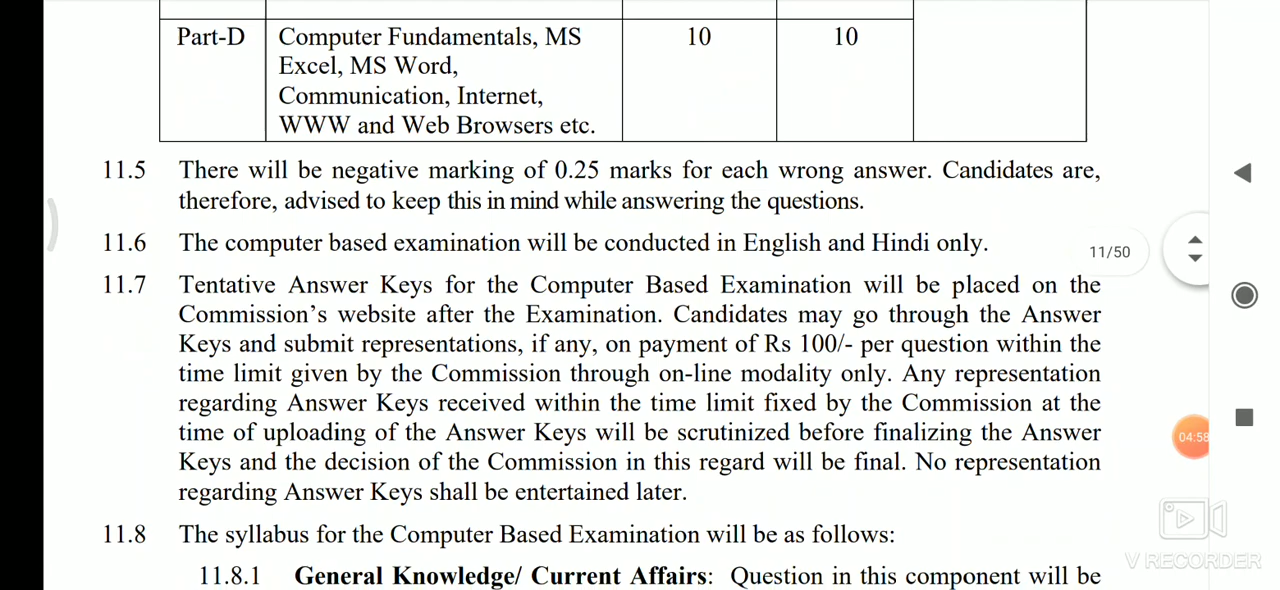 Part-D Computer Fundamentals, MS 10 10
Excel, MS Word,
Communication, Internet,
WWW and Web Browsers etc.
11.5 There will be negative marking of 0.25 marks for each wrong answer. Candidates are,
therefore, advised to keep this in mind while answering the questions.
11.6 The computer based examination will be conducted in English and Hindi only.
11/50
11.7 Tentative Answer Keys for the Computer Based Examination will be placed on the
Commission's website after the Examination. Candidates may go through the Answer
Keys and submit representations, if any, on payment of Rs 100/- per question within the
time limit given by the Commission through on-line modality only. Any representation
regarding Answer Keys received within the time limit fixed by the Commission at the
time of uploading of the Answer Keys will be scrutinized before finalizing the Answer
04:58
Keys and the decision of the Commission in this regard will be final. No representation
regarding Answer Keys shall be entertained later.
11.8 The syllabus for the Computer Based Examination will be as follows:
V RECORDER
11.8.1 General Knowledge/ Current Affairs: Question in this component will be